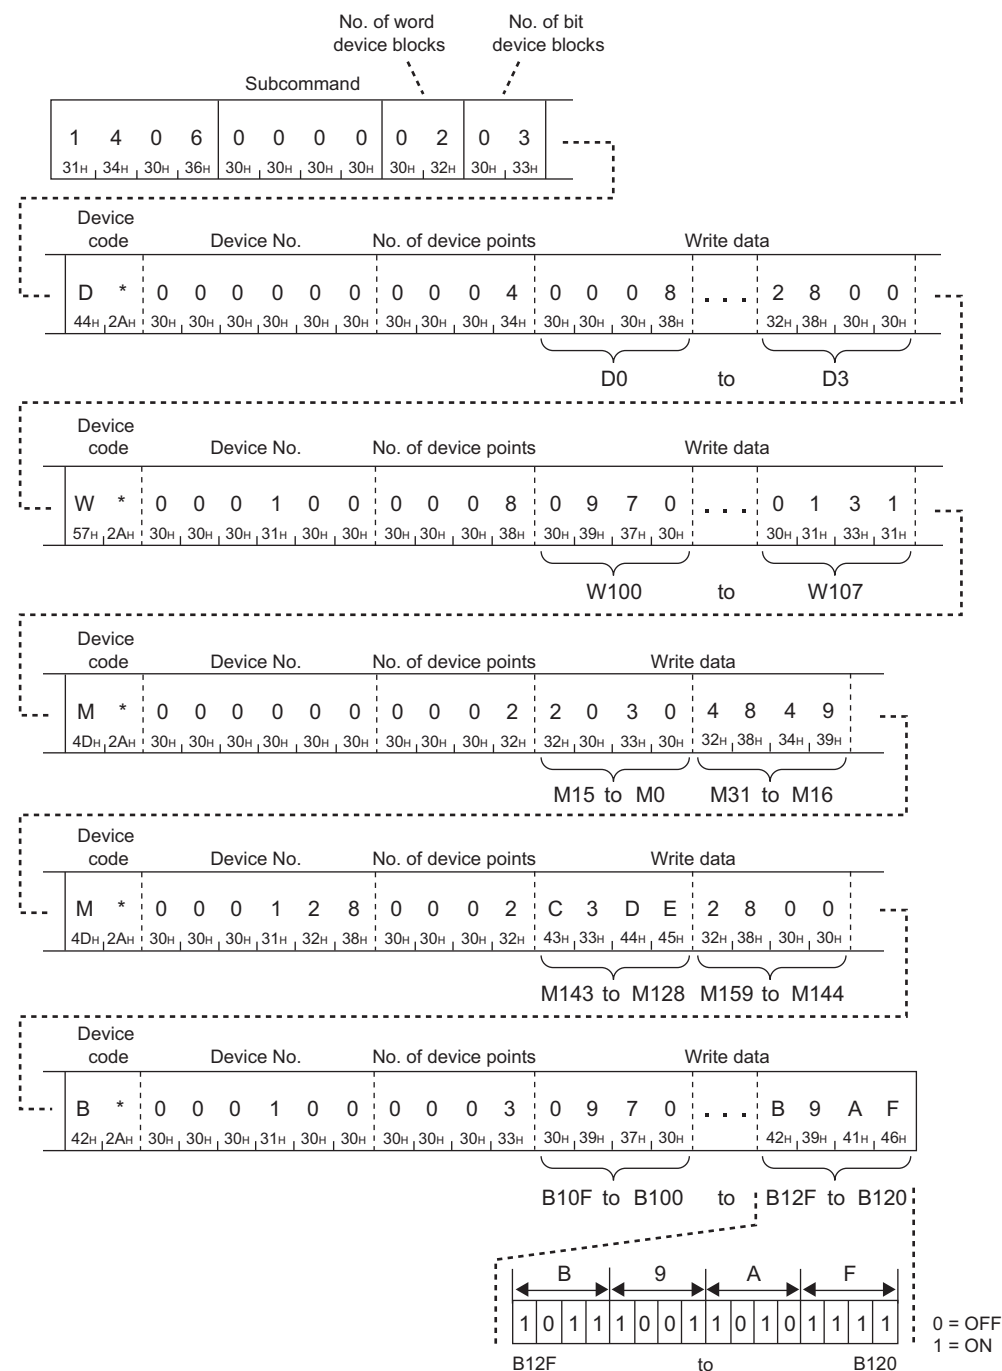 No. of word No. of bit
device blocks device blocks
Subcommand
1 4 0 6 0 0 0 0 0 2 0 3
31H 34H 30H 36H 30H 30H 30H 30H 30H 32H 30H 33H
Device
code Device No. No. of device points Write data
D * 0 0 0 0 0 0 0 0 0 4 0 0 0 8 . . . 2 8 0 0
44H 2AH 30H 30H 30H 30H 30H 30H 30H 30H 30H 34H 30H 30H 30H 38H 32H 38H 30H 30H
D0 to D3
Device
code Device No. No. of device points Write data
W * 0 0 0 1 0 0 0 0 0 8 0 9 7 0 . . . 0 1 3 1
57H 2AH 30H 30H 30H 31H 30H 30H 30H 30H 30H 38H 30H 39H 37H 30H 30H 31H 33H 31H
W100 to W107
Device
code Device No. No. of device points Write data
M * 0 0 0 0 0 0 0 0 0 2 2 0 3 0 4 8 4 9
4DH 2AH 30H 30H 30H 30H 30H 30H 30H 30H 30H 32H 32H 30H 33H 30H 32H 38H 34H 39H
M15 to M0 M31 to M16
Device
code Device No. No. of device points Write data
M * 0 0 0 1 2 8 0 0 0 2 C 3 D E 2 8 0 0
4DH 2AH 30H 30H 30H 31H 32H 38H 30H 30H 30H 32H 43H 33H 44H 45H 32H 38H 30H 30H
M143 to M128 M159 to M144
Device
code Device No. No. of device points Write data
B * 0 0 0 1 0 0 0 0 0 3 0 9 7 0 . . . B 9 A F
42H 2AH 30H 30H 30H 31H 30H 30H 30H 30H 30H 33H 30H 39H 37H 30H 42H 39H 41H 46H
B10F to B100 to B12F to B120
B 9 A F
1 0 1 1 1 0 0 1 1 0 1 0 1 1 1 1 0 = OFF
1 = ON
B12F to B120